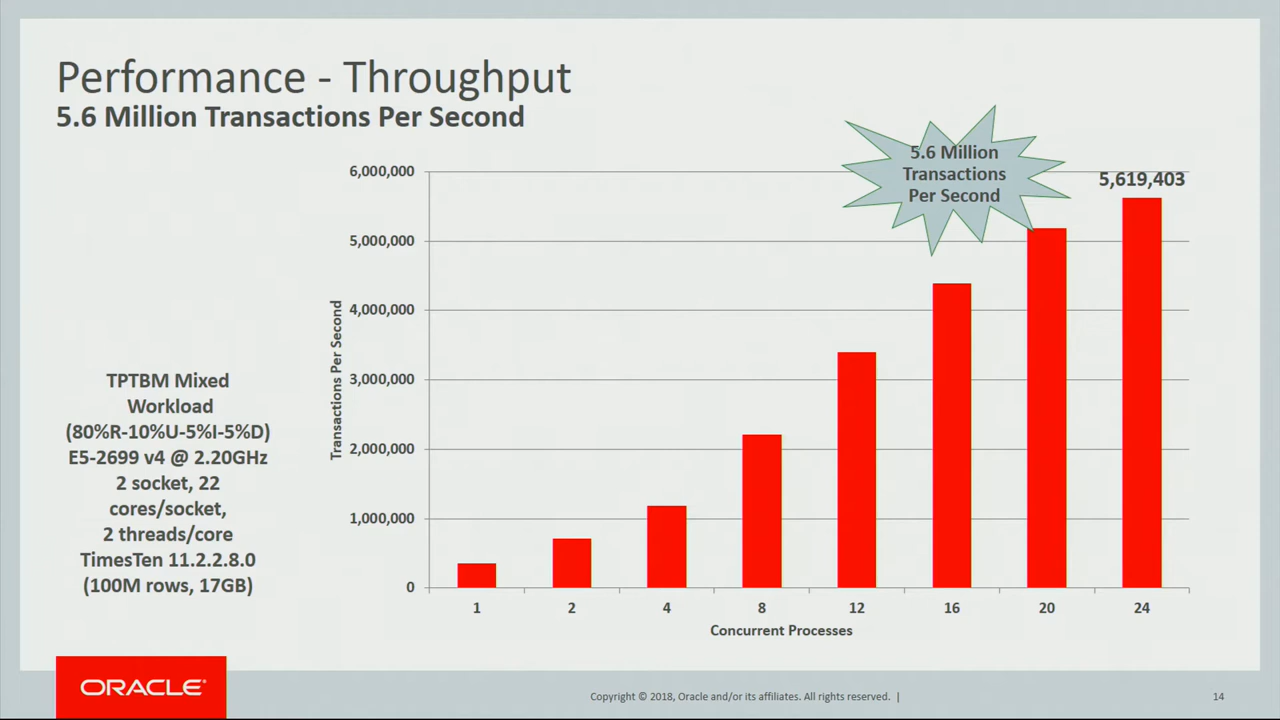 Performance - Throughput
5.6 Million Transactions Per Second
5.6 Million
Transactions
Per Second
5,619,403
6,000,000
5,000,000
4,000,000
3,000,000
2,000,000
1,000,000
0
Transactions Per Second
1 2 4 8 12 16 20 24
Concurrent Processes
TPTBM Mixed
Workload
(80%R-10%U-5%I-5%D)
E5-2699 v4 @ 2.20GHz
2 socket, 22
cores/socket,
2 threads/core
TimesTen 11.2.2.8.0
(100M rows, 17GB)
ORACLE®
Copyright © 2018, Oracle and/or its affiliates. All rights reserved. |
14